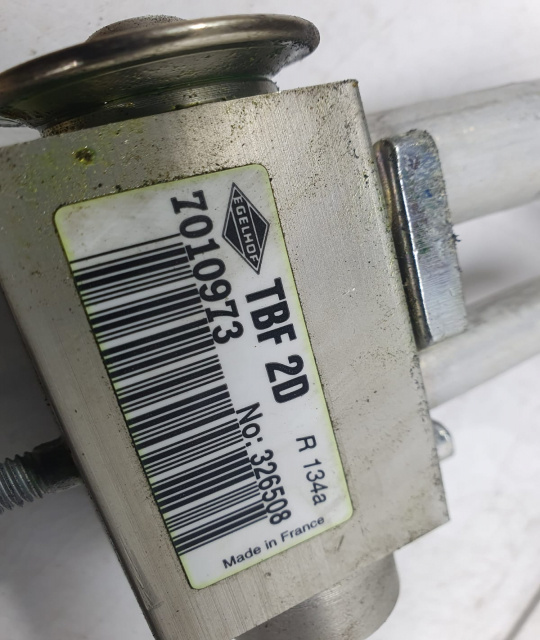 EGELHOF
7010973
TBF 2D
No: 326508
R 134a
Made in France